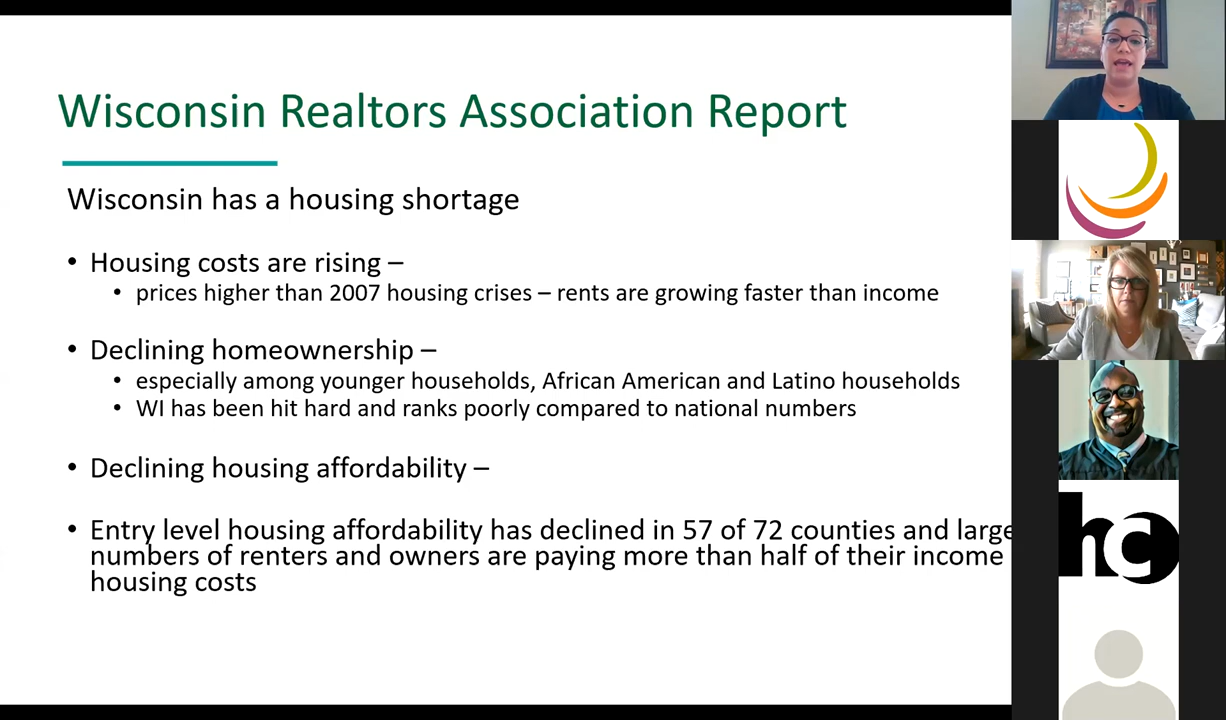 Wisconsin Realtors Association Report
Wisconsin has a housing shortage
• Housing costs are rising –
• prices higher than 2007 housing crises – rents are growing faster than income
• Declining homeownership –
• especially among younger households, African American and Latino households
• WI has been hit hard and ranks poorly compared to national numbers
• Declining housing affordability –
• Entry level housing affordability has declined in 57 of 72 counties and large
numbers of renters and owners are paying more than half of their income
housing costs
hc